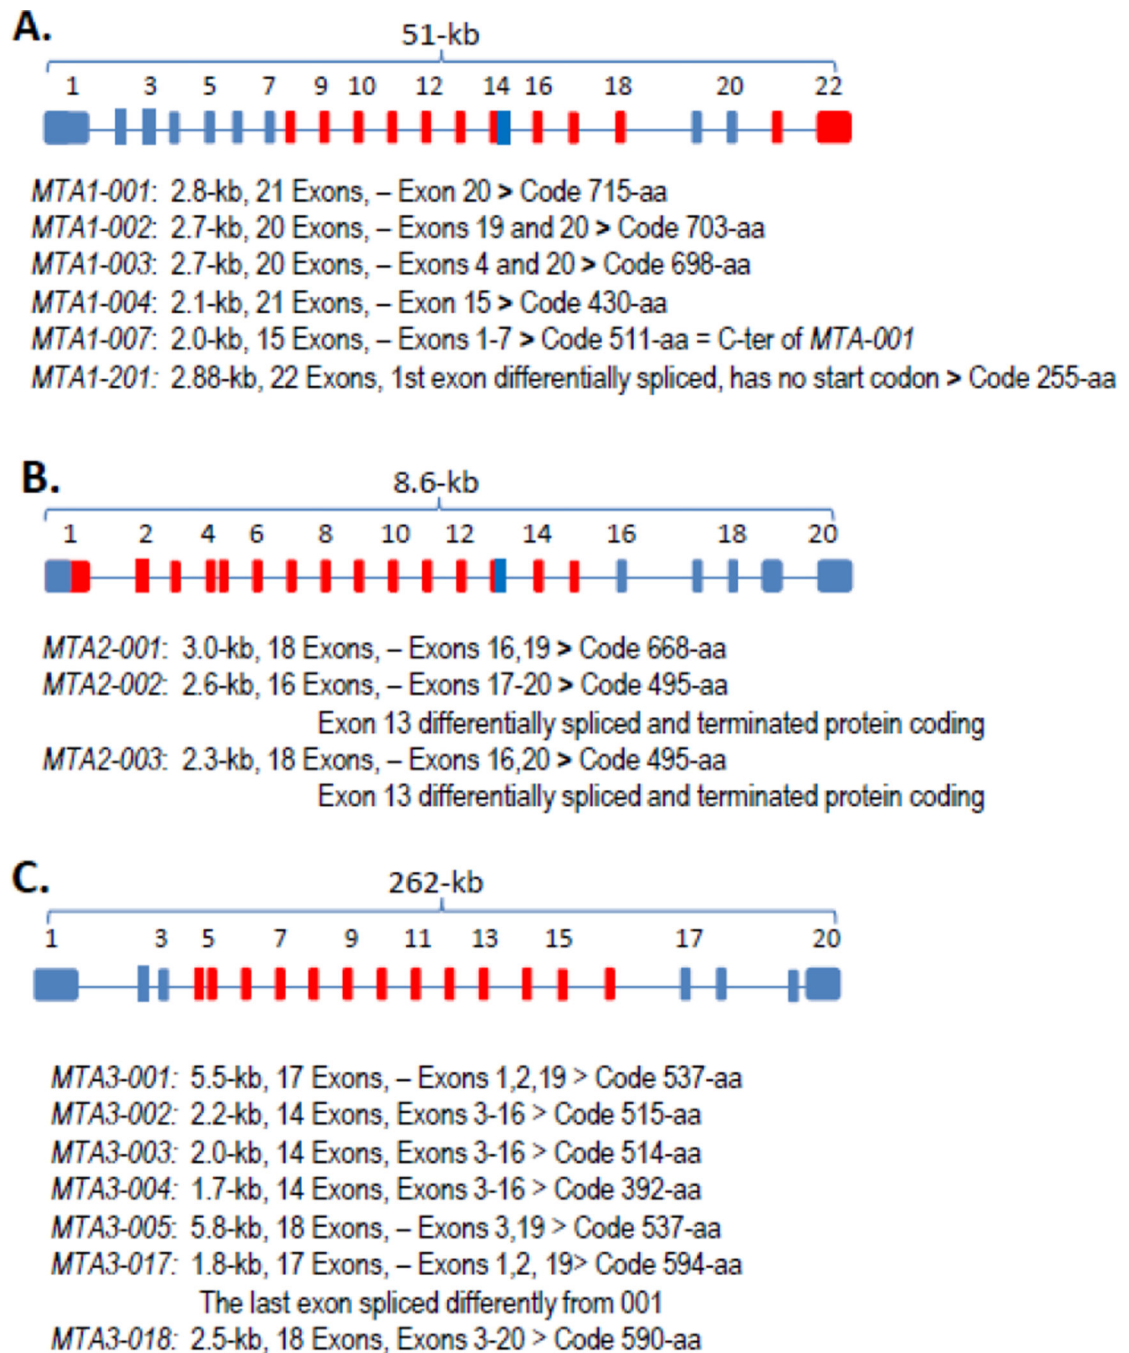 A.
51-kb
1 3 5 7 9 10 12 14 16 18 20 22
MTA1-001: 2.8-kb, 21 Exons, – Exon 20 > Code 715-aa
MTA1-002: 2.7-kb, 20 Exons, – Exons 19 and 20 > Code 703-aa
MTA1-003: 2.7-kb, 20 Exons, – Exons 4 and 20 > Code 698-aa
MTA1-004: 2.1-kb, 21 Exons, – Exon 15 > Code 430-aa
MTA1-007: 2.0-kb, 15 Exons, – Exons 1-7 > Code 511-aa = C-ter of MTA-001
MTA1-201: 2.88-kb, 22 Exons, 1st exon differentially spliced, has no start codon > Code 255-aa
B.
8.6-kb
1 2 4 6 8 10 12 14 16 18 20
MTA2-001: 3.0-kb, 18 Exons, – Exons 16,19 > Code 668-aa
MTA2-002: 2.6-kb, 16 Exons, – Exons 17-20 > Code 495-aa
Exon 13 differentially spliced and terminated protein coding
MTA2-003: 2.3-kb, 18 Exons, – Exons 16,20 > Code 495-aa
Exon 13 differentially spliced and terminated protein coding
C.
262-kb
1 3 5 7 9 11 13 15 17 20
MTA3-001: 5.5-kb, 17 Exons, – Exons 1,2,19 > Code 537-aa
MTA3-002: 2.2-kb, 14 Exons, Exons 3-16 > Code 515-aa
MTA3-003: 2.0-kb, 14 Exons, Exons 3-16 > Code 514-aa
MTA3-004: 1.7-kb, 14 Exons, Exons 3-16 > Code 392-aa
MTA3-005: 5.8-kb, 18 Exons, – Exons 3,19 > Code 537-aa
MTA3-017: 1.8-kb, 17 Exons, – Exons 1,2, 19> Code 594-aa
The last exon spliced differently from 001
MTA3-018: 2.5-kb, 18 Exons, Exons 3-20 > Code 590-aa